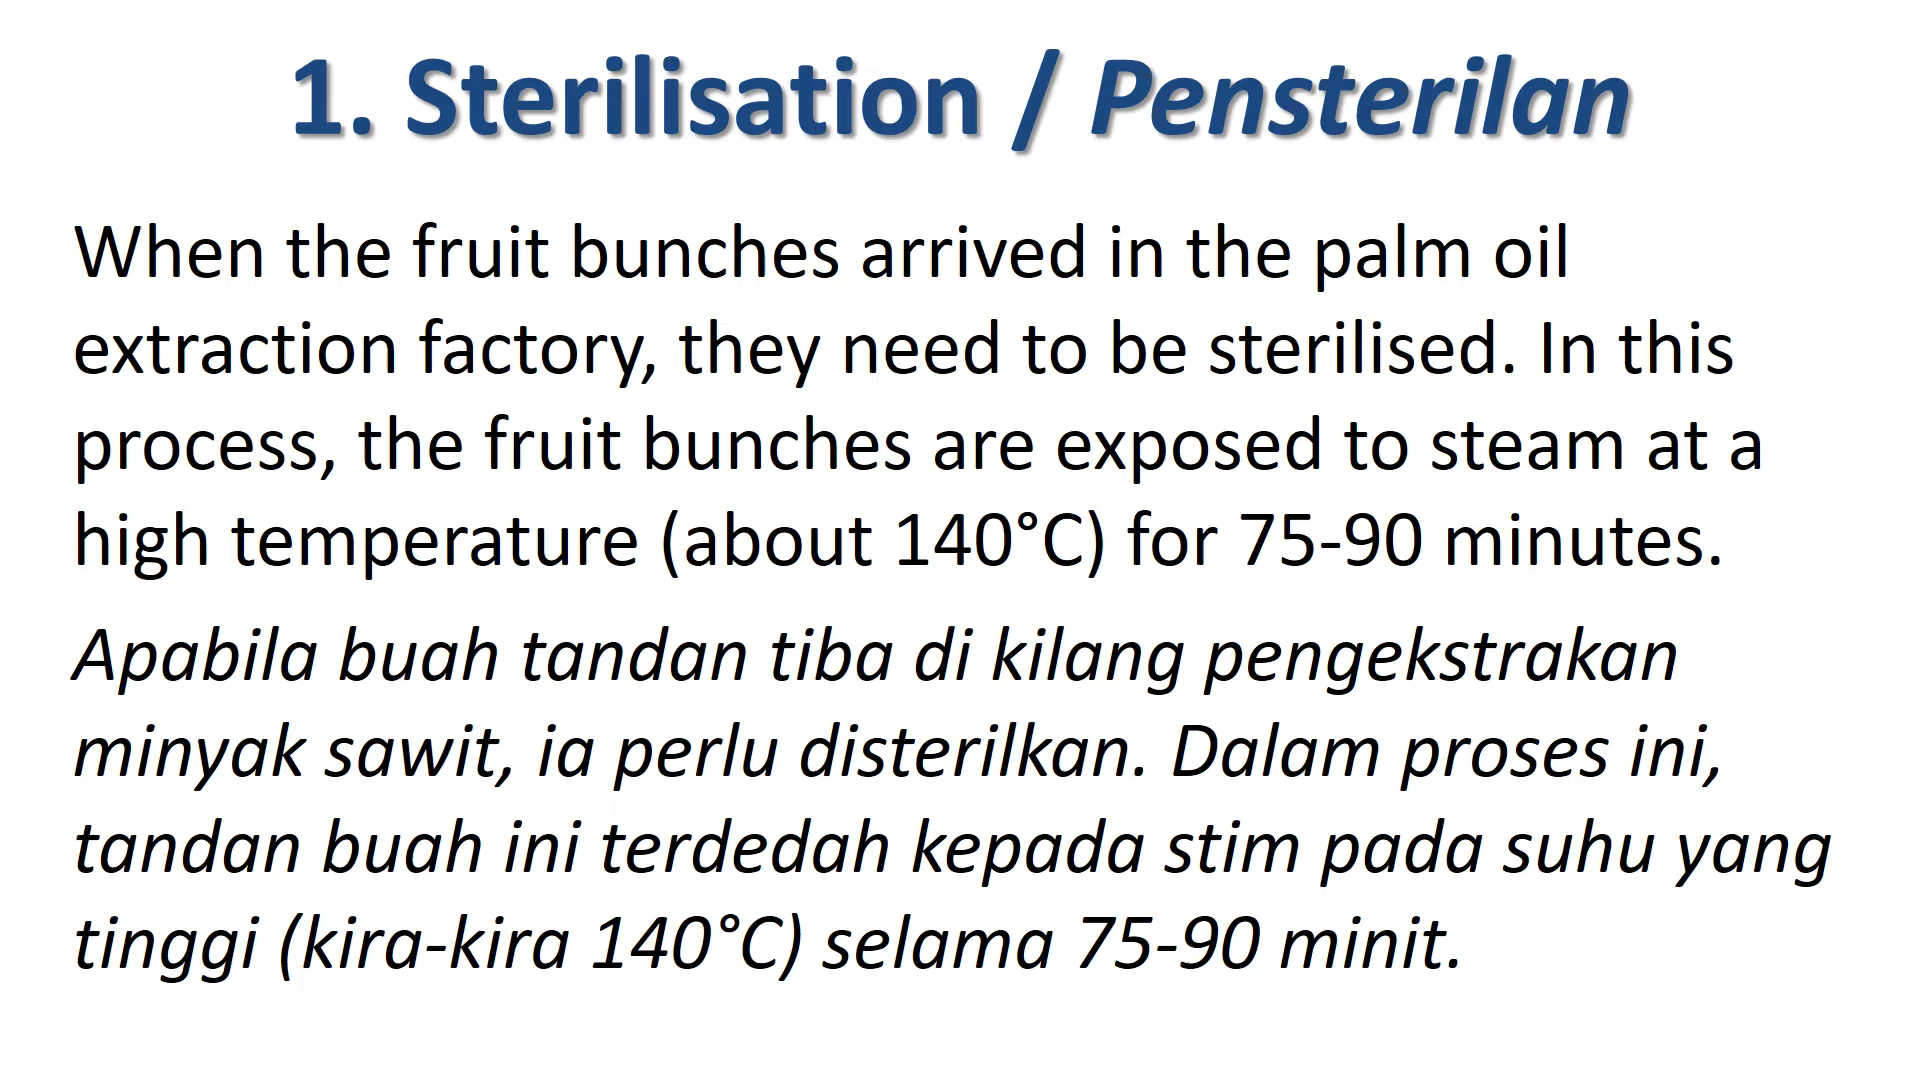 1. Sterilisation / Pensterilan
When the fruit bunches arrived in the palm oil
extraction factory, they need to be sterilised. In this
process, the fruit bunches are exposed to steam at a
high temperature (about 140°C) for 75-90 minutes.
Apabila buah tandan tiba di kilang pengekstrakan
minyak sawit, ia perlu disterilkan. Dalam proses ini,
tandan buah ini terdedah kepada stim pada suhu yang
tinggi (kira-kira 140°C) selama 75-90 minit.